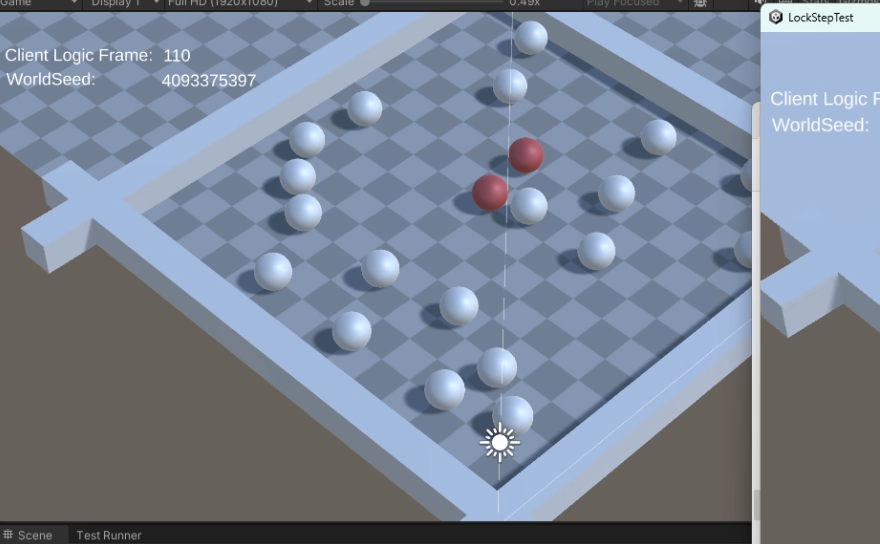 Game
Display 1
Full HD (1920x1080)
Scale
0.49x
Play Focused
LockStepTest
Client Logic Frame: 110
WorldSeed: 4093375397
Client Logic F
WorldSeed:
Scene
Test Runner